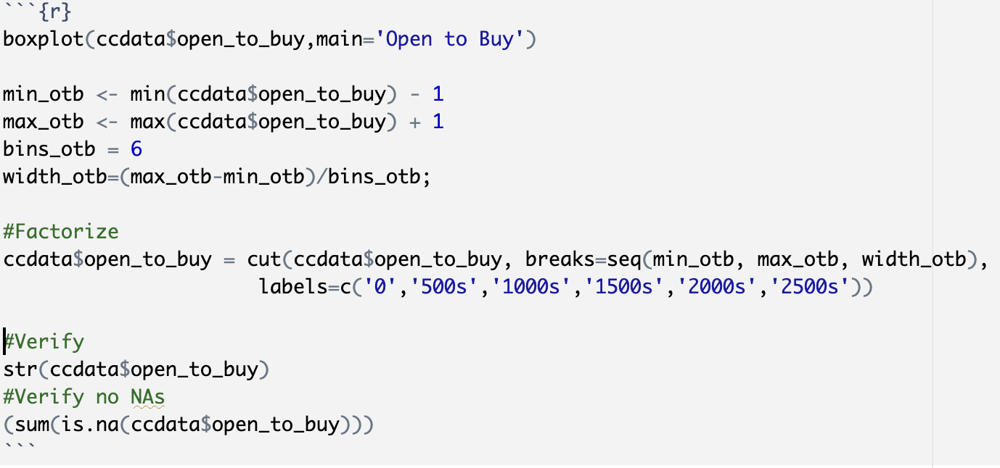 ```{r}
boxplot(ccdata$open_to_buy,main='Open to Buy')
min_otb <- min(ccdata$open_to_buy) - 1
max_otb <- max(ccdata$open_to_buy) + 1
bins_otb = 6
width_otb=(max_otb-min_otb)/bins_otb;
#Factorize
ccdata$open_to_buy = cut(ccdata$open_to_buy, breaks=seq(min_otb, max_otb, width_otb),
labels=c('0','500s','1000s','1500s','2000s','2500s'))
#Verify
str(ccdata$open_to_buy)
#Verify no NAs
(sum(is.na(ccdata$open_to_buy)))
```